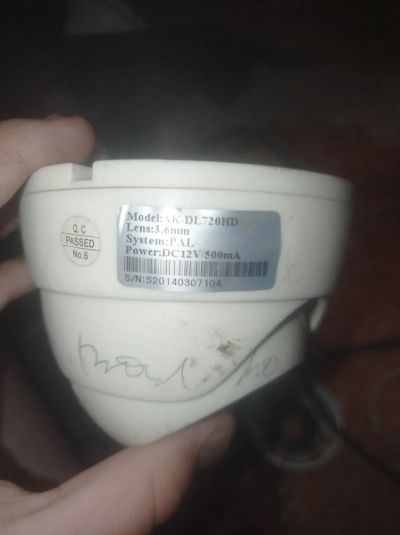 Q.C
PASSED
No.6
Model:AK-DL720HD
Lens:3.6mm
System:PAL
Power:DC12V/500mA
S/N:S20140307104